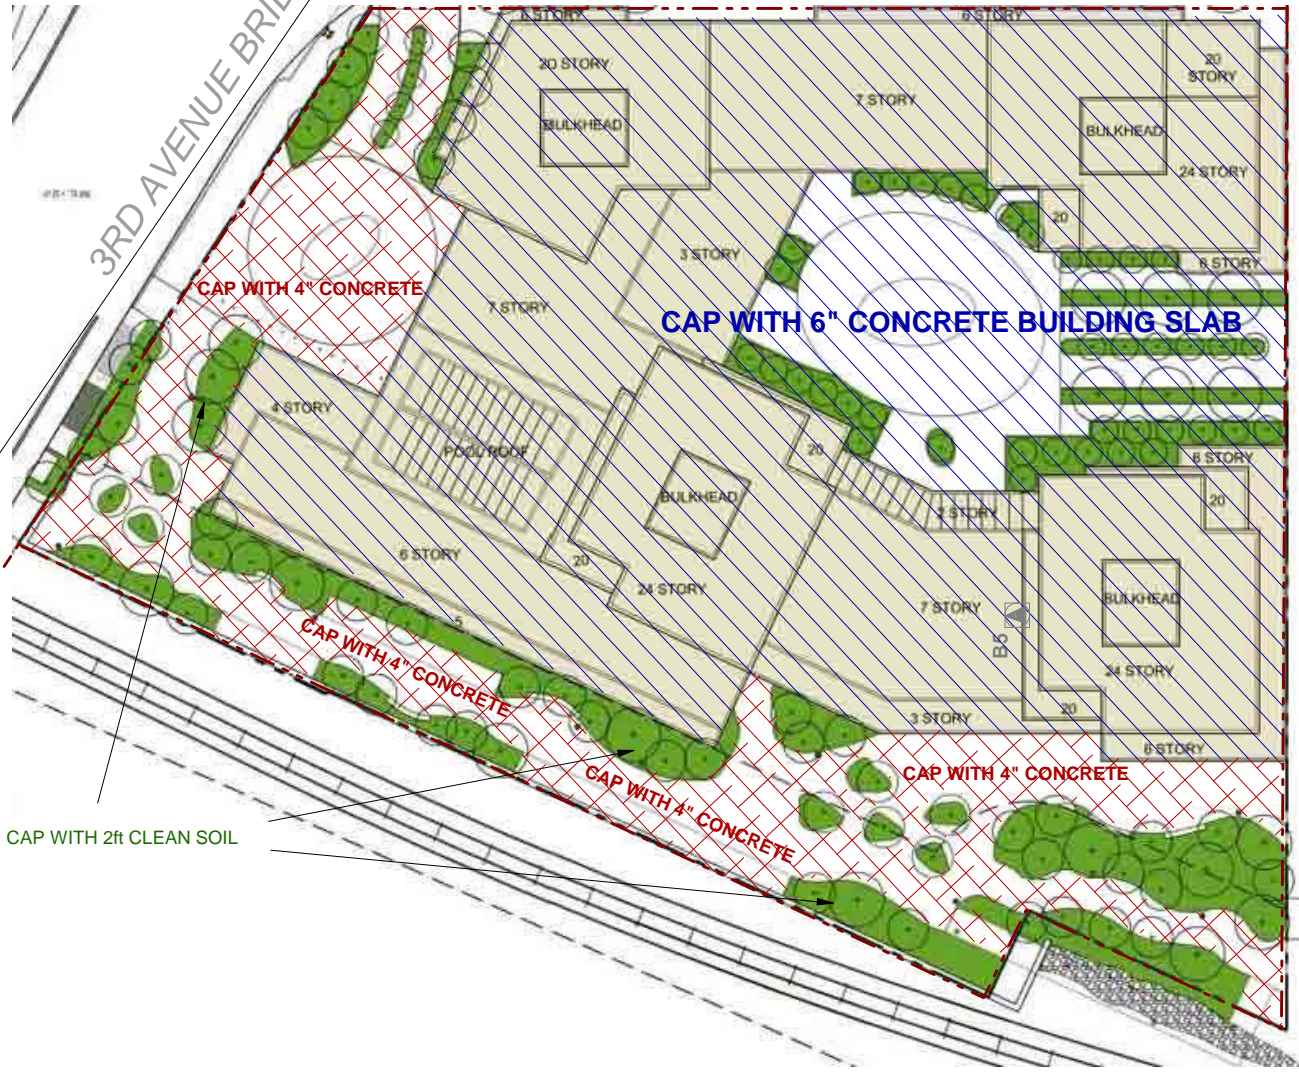 3RD AVENUE BRID
6 STORY
20 STORY
BULKHEAD
7 STORY
20
STORY
BULKHEAD
24 STORY
20
3 STORY
6 STORY
CAP WITH 4" CONCRETE
7 STORY
CAP WITH 6" CONCRETE BUILDING SLAB
4 STORY
POOL ROOF
20
BULKHEAD
6 STORY
20
2 STORY
6 STORY
20
24 STORY
7 STORY
BULKHEAD
B5
5
CAP WITH 4" CONCRETE
24 STORY
20
3 STORY
6 STORY
CAP WITH 4" CONCRETE
CAP WITH 4" CONCRETE
CAP WITH 2ft CLEAN SOIL